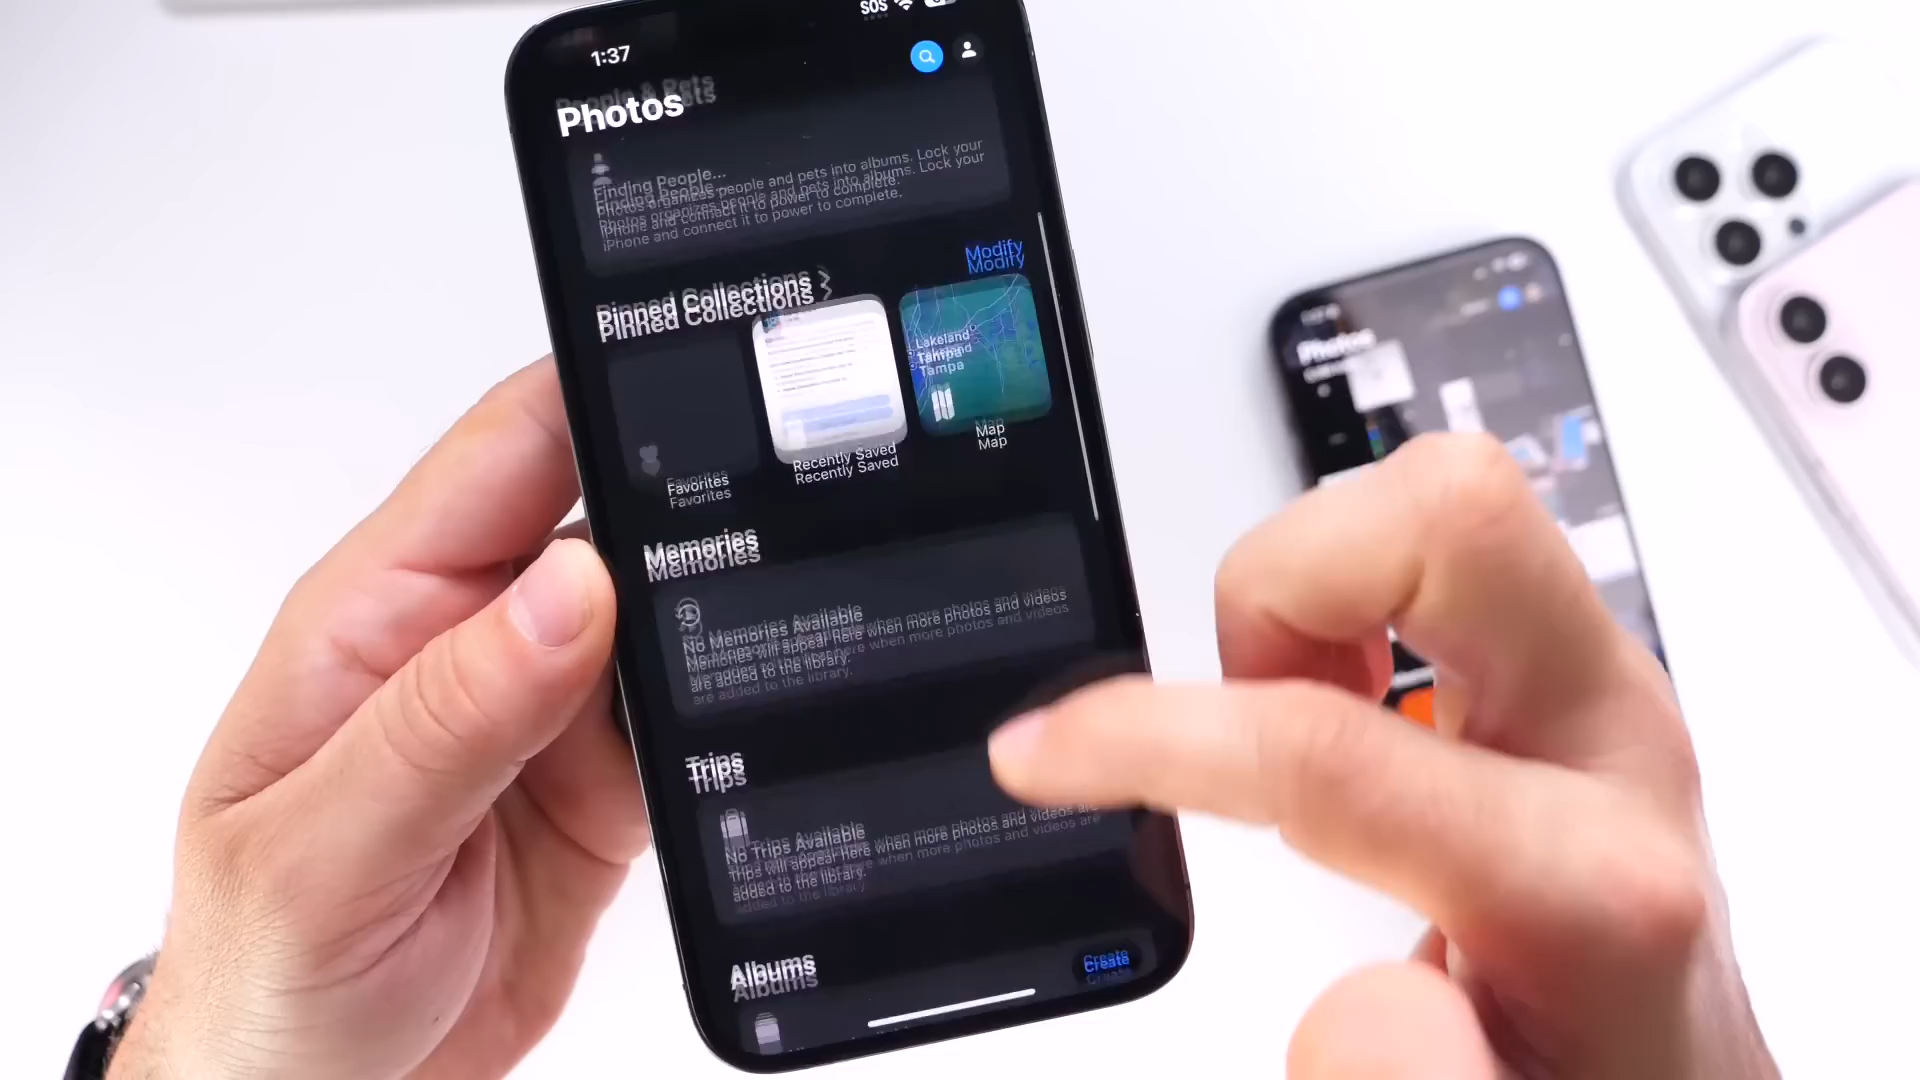 SOS
1:37
People & Pets
Photos
Finding People...
Photos organizes people and pets into albums. Lock your
iPhone and connect it to power to complete.
Pinned Collections
Modify
Lakeland
Tampa
Favorites
Recently Saved
Map
Memories
No Memories Available
Memories will appear here when more photos and videos
are added to the library.
Trips
No Trips Available
Trips will appear here when more photos and videos are
added to the library.
Albums
Create
Photos